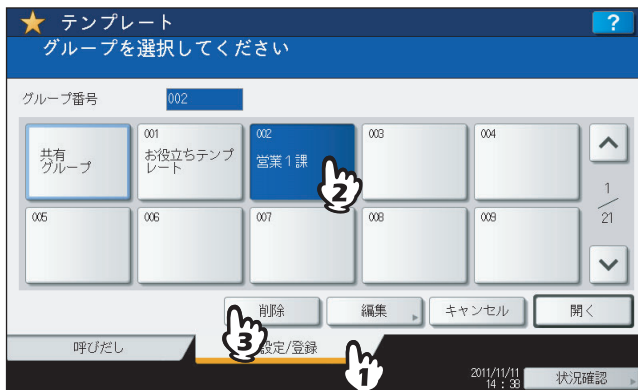 テンプレート
?
グループを選択してください
グループ番号 002
共有
グループ
001
お役立ちテンプ
レート
002
営業1課
003
004
1
21
005
006
007
008
009
2
削除
編集
キャンセル
開く
3
呼びだし
設定/登録
1
2011/11/11
14:38
状況確認